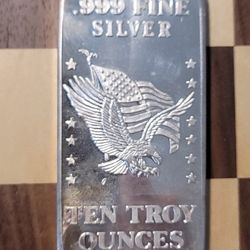 .999 FINE
SILVER
TEN TROY
OUNCES